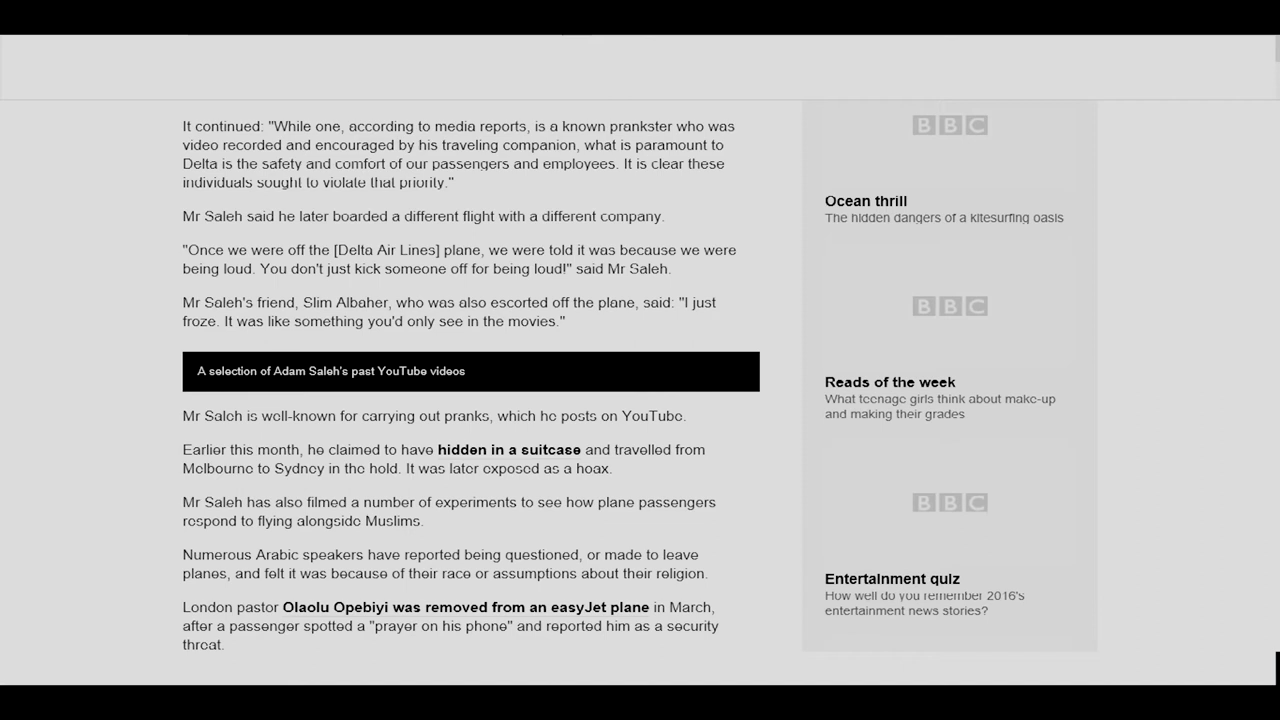 It continued: "While one, according to media reports, is a known prankster who was
video recorded and encouraged by his traveling companion, what is paramount to
Delta is the safety and comfort of our passengers and employees. It is clear these
individuals sought to violate that priority."
Mr Saleh said he later boarded a different flight with a different company.
"Once we were off the [Delta Air Lines] plane, we were told it was because we were
being loud. You don't just kick someone off for being loud!" said Mr Saleh.
Mr Saleh's friend, Slim Albaher, who was also escorted off the plane, said: "I just
froze. It was like something you'd only see in the movies."
A selection of Adam Saleh's past YouTube videos
Mr Saleh is well-known for carrying out pranks, which he posts on YouTube.
Earlier this month, he claimed to have hidden in a suitcase and travelled from
Melbourne to Sydney in the hold. It was later exposed as a hoax.
Mr Saleh has also filmed a number of experiments to see how plane passengers
respond to flying alongside Muslims.
Numerous Arabic speakers have reported being questioned, or made to leave
planes, and felt it was because of their race or assumptions about their religion.
London pastor Olaolu Opebiyi was removed from an easyJet plane in March,
after a passenger spotted a "prayer on his phone" and reported him as a security
threat.
BBC
Ocean thrill
The hidden dangers of a kitesurfing oasis
BBC
Reads of the week
What teenage girls think about make-up
and making their grades
BBC
Entertainment quiz
How well do you remember 2016's
entertainment news stories?